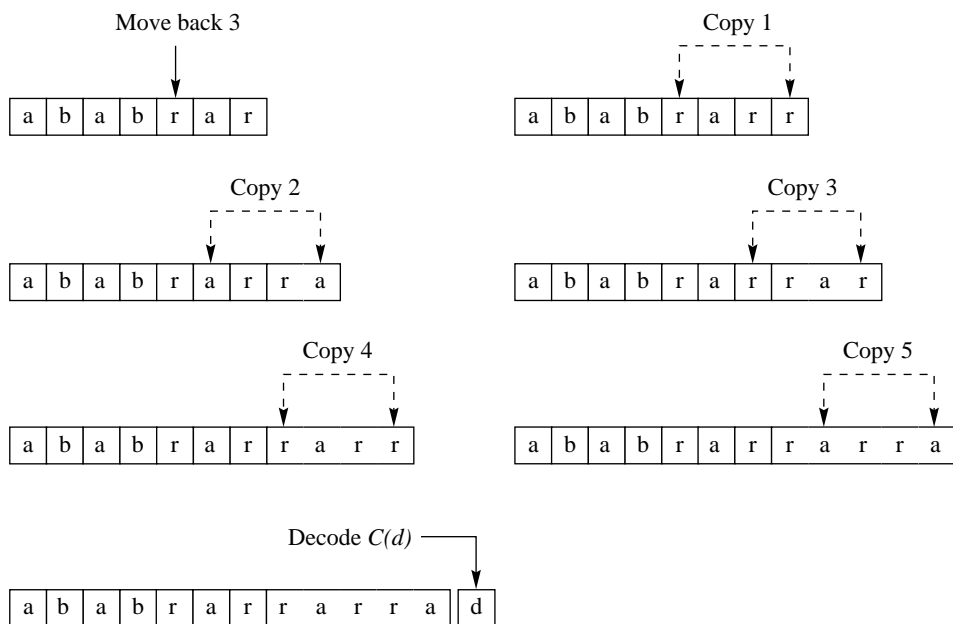 Move back 3
a b a b r a r
Copy 1
a b a b r a r r
Copy 2
a b a b r a r r a
Copy 3
a b a b r a r r a r
Copy 4
a b a b r a r r a r r
Copy 5
a b a b r a r r a r r a
Decode C(d)
a b a b r a r r a r r a d